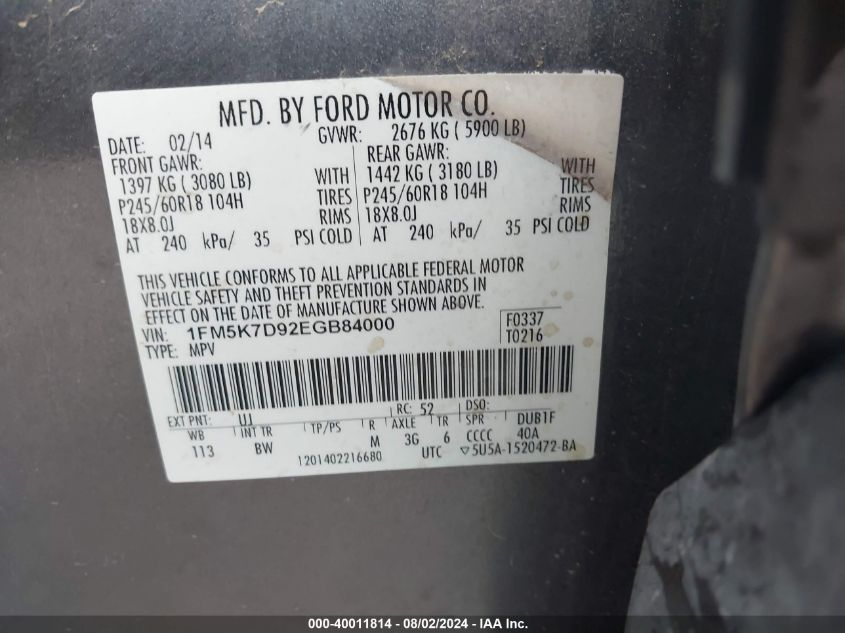 MFD. BY FORD MOTOR CO.
DATE: 02/14 GVWR: 2676 KG ( 5900 LB)
FRONT GAWR: REAR GAWR:
1397 KG ( 3080 LB) WITH 1442 KG ( 3180 LB) WITH
P245/60R18 104H TIRES P245/60R18 104H TIRES
18X8.0J RIMS 18X8.0J RIMS
AT 240 kPa/ 35 PSI COLD AT 240 kPa/ 35 PSI COLD
THIS VEHICLE CONFORMS TO ALL APPLICABLE FEDERAL MOTOR
VEHICLE SAFETY AND THEFT PREVENTION STANDARDS IN
EFFECT ON THE DATE OF MANUFACTURE SHOWN ABOVE.
VIN: 1FM5K7D92EGB84000 F0337
TYPE: MPV T0216
EXT PNT: UJ RC: 52 DSO:
WB INT TR TP/PS R AXLE TR SPR DUB1F
113 BW M 3G 6 CCCC 40A
1201402216680 UTC ▽5U5A-1520472-BA
000-40011814 - 08/02/2024 - IAA Inc.